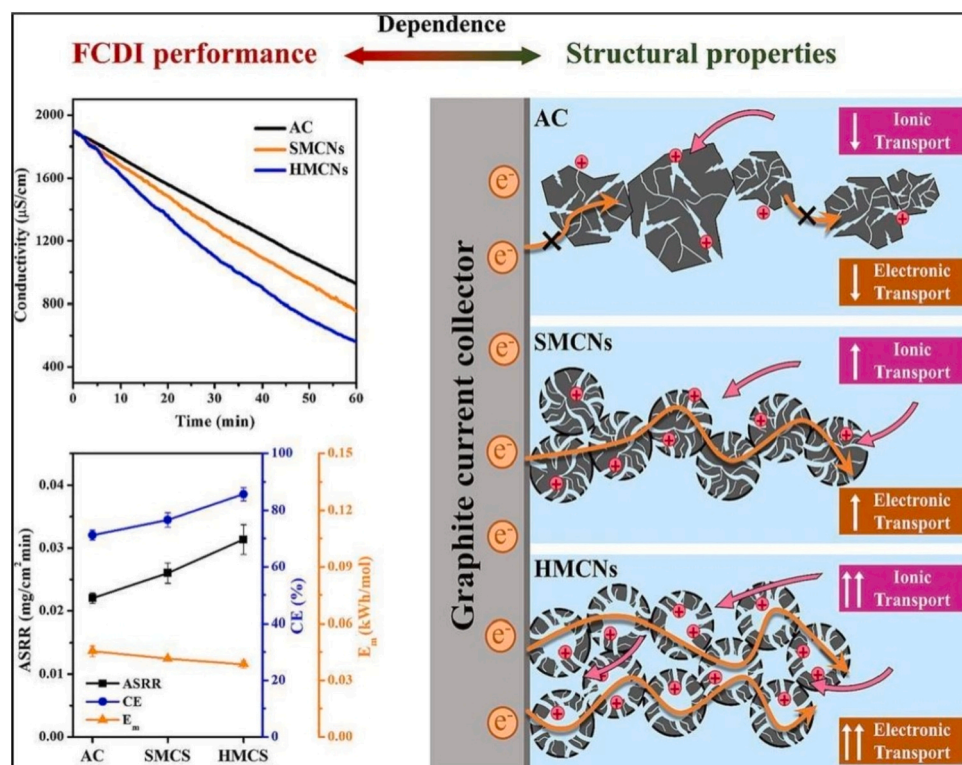 Dependence
FCDI performance
Structural properties
2000
1600
1200
800
400
Conductivity (μS/cm)
AC
SMCNs
HMCNs
0
10
20
30
40
50
60
Time (min)
0.04
0.03
0.02
0.01
0.00
ASRR (mg/cm² min)
100
80
60
40
20
0
CE (%)
0.15
0.12
0.09
0.06
0.03
0.00
Eₘ (kWh/mol)
ASRR
CE
Eₘ
AC
SMCS
HMCS
Graphite current collector
e⁻
e⁻
e⁻
e⁻
e⁻
e⁻
e⁻
AC
+
+
+
+
Ionic
Transport
Electronic
Transport
SMCNs
+
+
+
+
+
+
+
+
Ionic
Transport
Electronic
Transport
HMCNs
+
+
+
+
+
+
+
+
+
+
+
+
Ionic
Transport
Electronic
Transport